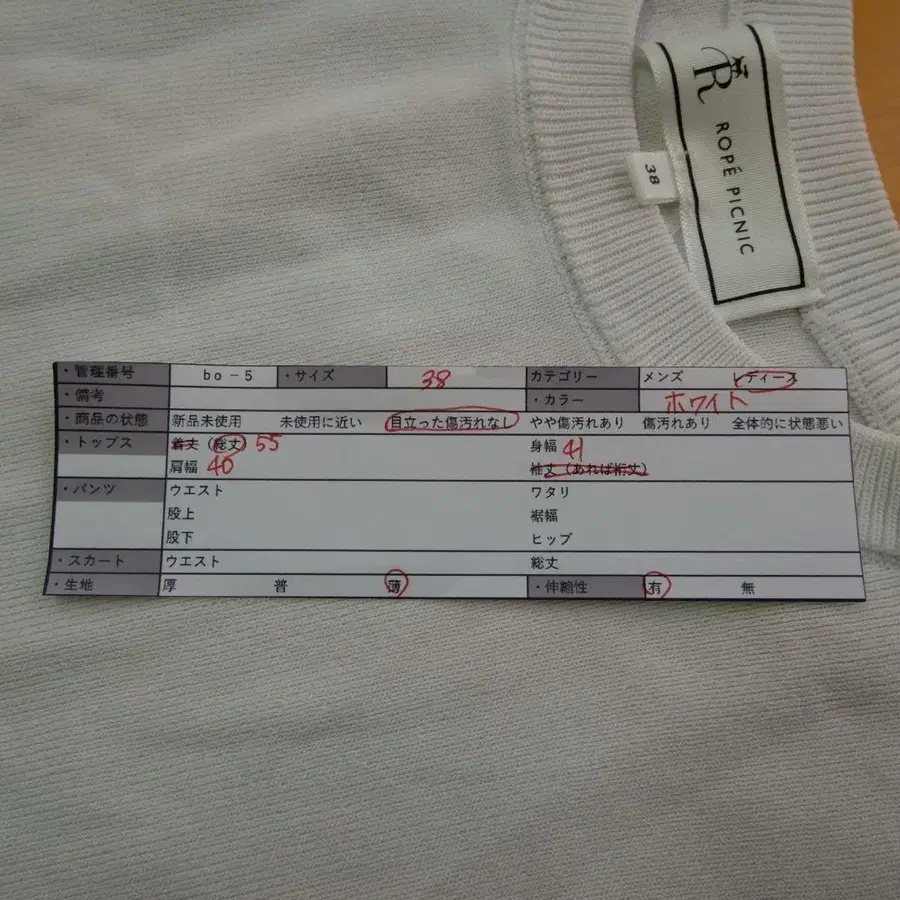 R
ROPÉ PICNIC
38
・管理番号 bo－5 ・サイズ 38 カテゴリー メンズ レディース
・備考 ・カラー ホワイト
・商品の状態 新品未使用 未使用に近い 目立った傷汚れなし やや傷汚れあり 傷汚れあり 全体的に状態悪い
・トップス 着丈（総丈）55 身幅 41
肩幅 40 袖丈（あれば裄丈）
・パンツ ウエスト ワタリ
股上 裾幅
股下 ヒップ
・スカート ウエスト 総丈
・生地 厚 普 薄 ・伸縮性 有 無